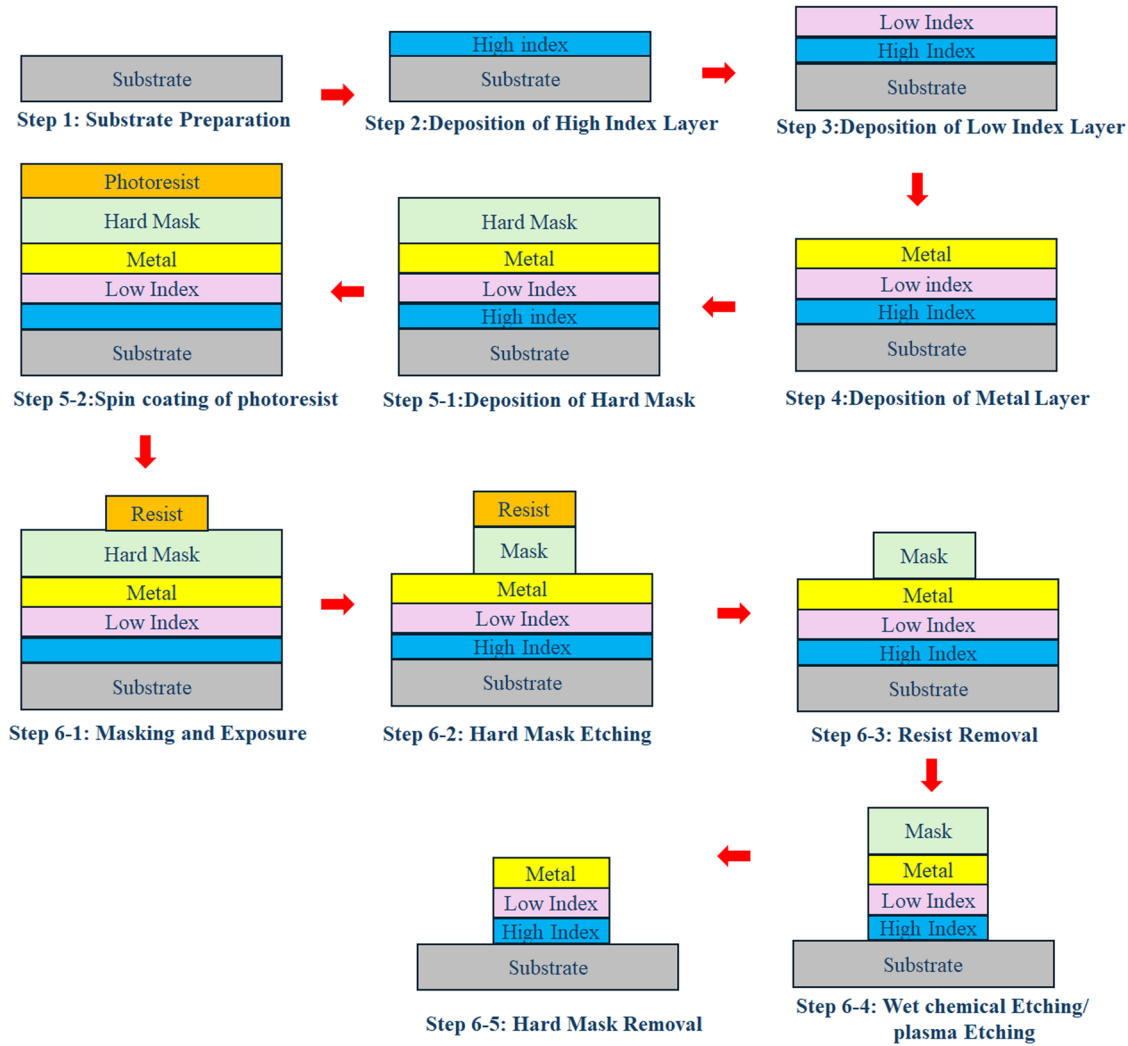 Substrate
Step 1: Substrate Preparation
High index
Substrate
Step 2:Deposition of High Index Layer
Low Index
High Index
Substrate
Step 3:Deposition of Low Index Layer
Metal
Low index
High Index
Substrate
Step 4:Deposition of Metal Layer
Hard Mask
Metal
Low Index
High index
Substrate
Step 5-1:Deposition of Hard Mask
Photoresist
Hard Mask
Metal
Low Index
Substrate
Step 5-2:Spin coating of photoresist
Resist
Hard Mask
Metal
Low Index
Substrate
Step 6-1: Masking and Exposure
Resist
Mask
Metal
Low Index
High Index
Substrate
Step 6-2: Hard Mask Etching
Mask
Metal
Low Index
High Index
Substrate
Step 6-3: Resist Removal
Mask
Metal
Low Index
High Index
Substrate
Step 6-4: Wet chemical Etching/
plasma Etching
Metal
Low Index
High Index
Substrate
Step 6-5: Hard Mask Removal